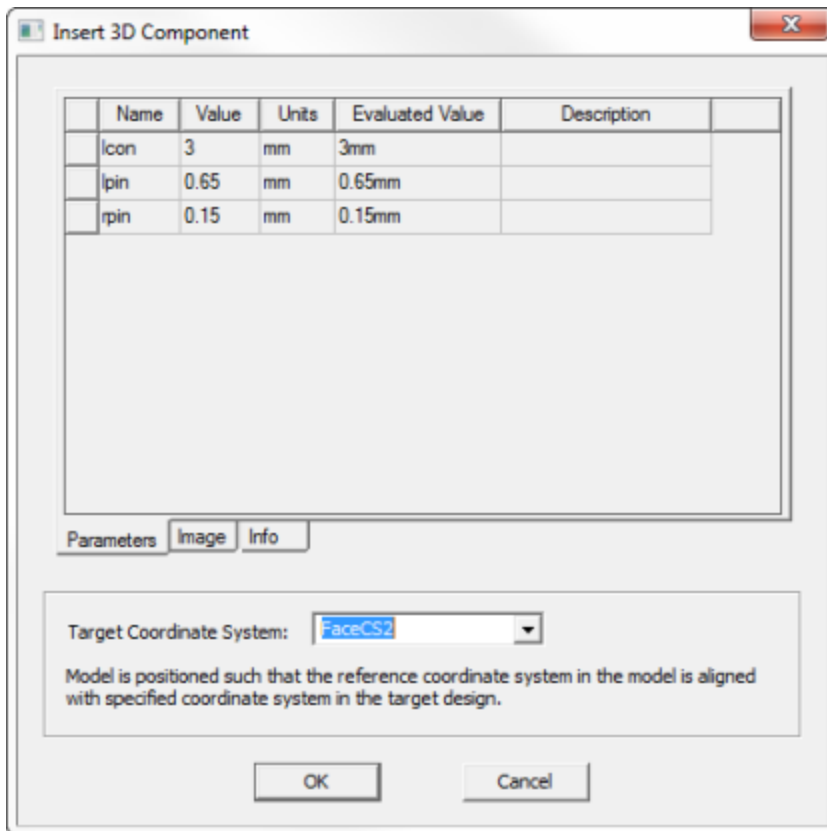 Insert 3D Component
Name Value Units Evaluated Value Description
lcon 3 mm 3mm
lpin 0.65 mm 0.65mm
rpin 0.15 mm 0.15mm
Parameters Image Info
Target Coordinate System: FaceCS2
Model is positioned such that the reference coordinate system in the model is aligned
with specified coordinate system in the target design.
OK Cancel